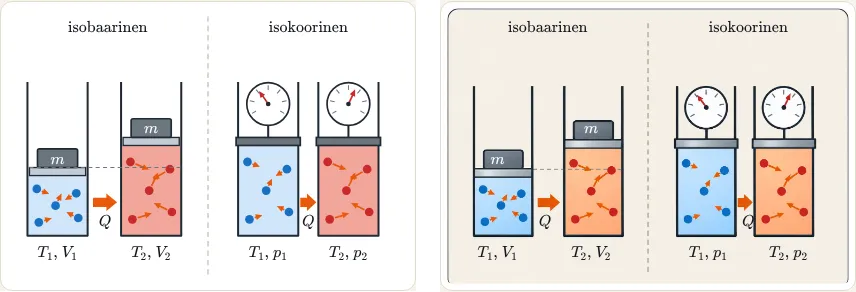 isobaarinen
isokoorinen
m
m
Q
Q
T₁, V₁
T₂, V₂
T₁, p₁
T₂, p₂
isobaarinen
isokoorinen
m
m
Q
Q
T₁, V₁
T₂, V₂
T₁, p₁
T₂, p₂